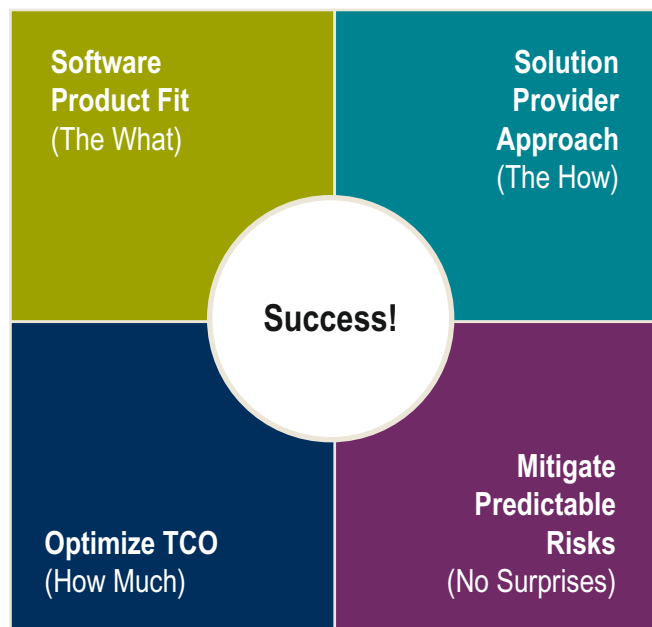 Software
Product Fit
(The What)
Solution
Provider
Approach
(The How)
Success!
Optimize TCO
(How Much)
Mitigate
Predictable
Risks
(No Surprises)